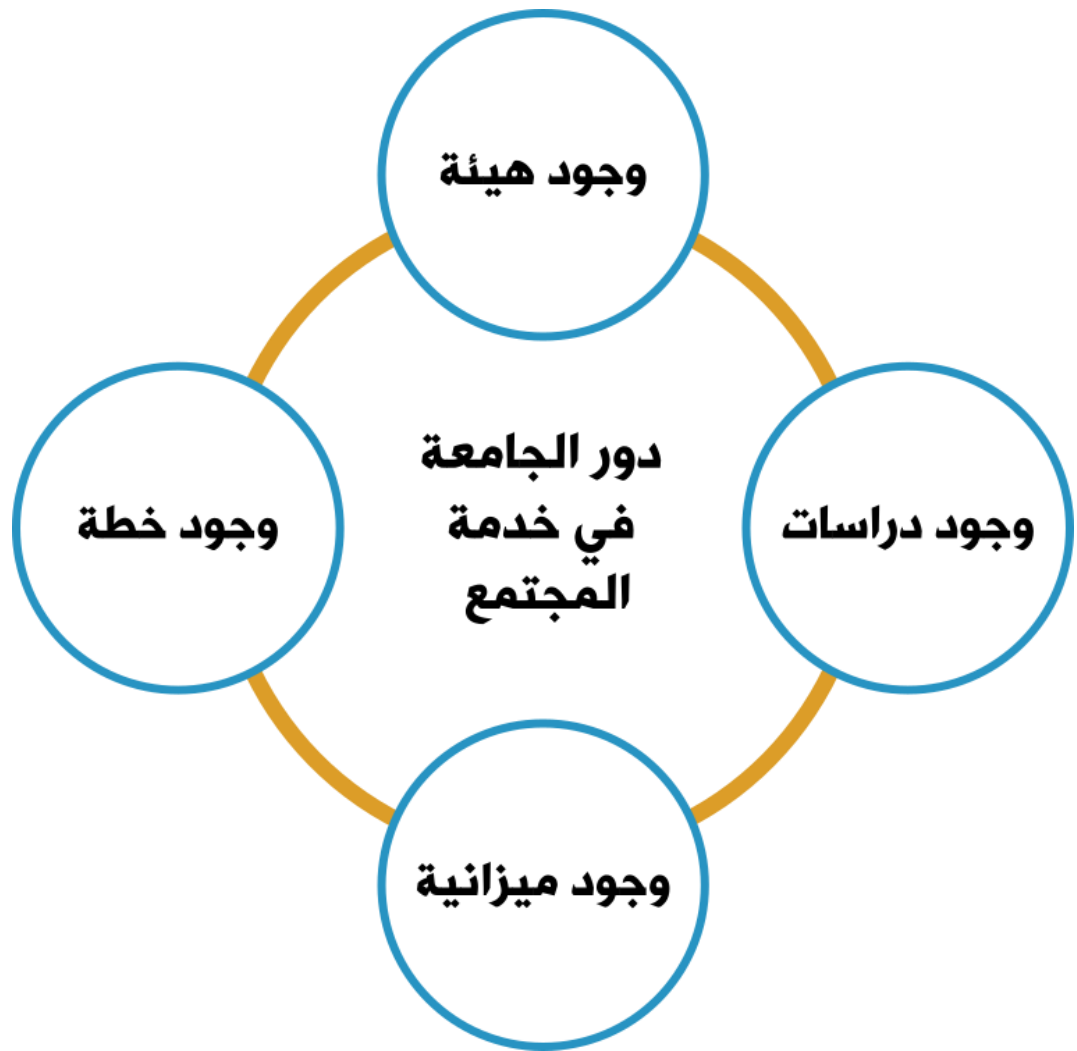 وجود هيئة
دور الجامعة
في خدمة
المجتمع
وجود دراسات
وجود خطة
وجود ميزانية